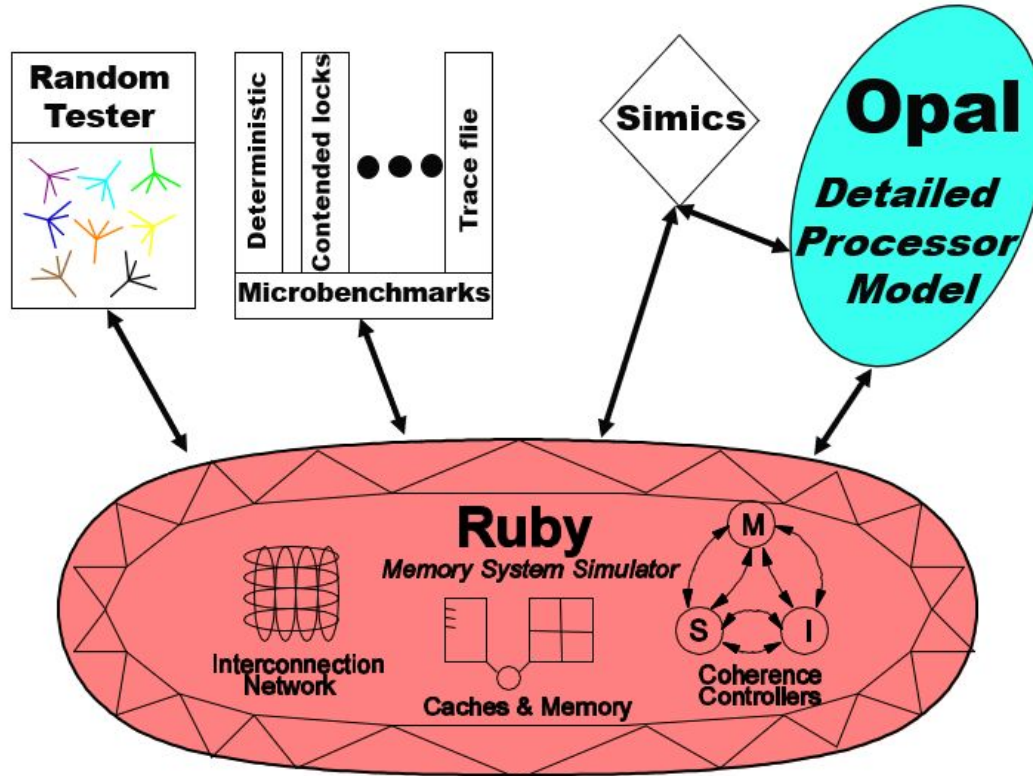 Random
Tester
Deterministic
Contended locks
Trace flie
Microbenchmarks
Simics
Opal
Detailed
Processor
Model
Ruby
Memory System Simulator
M
S
I
Interconnection
Network
Caches & Memory
Coherence
Controllers